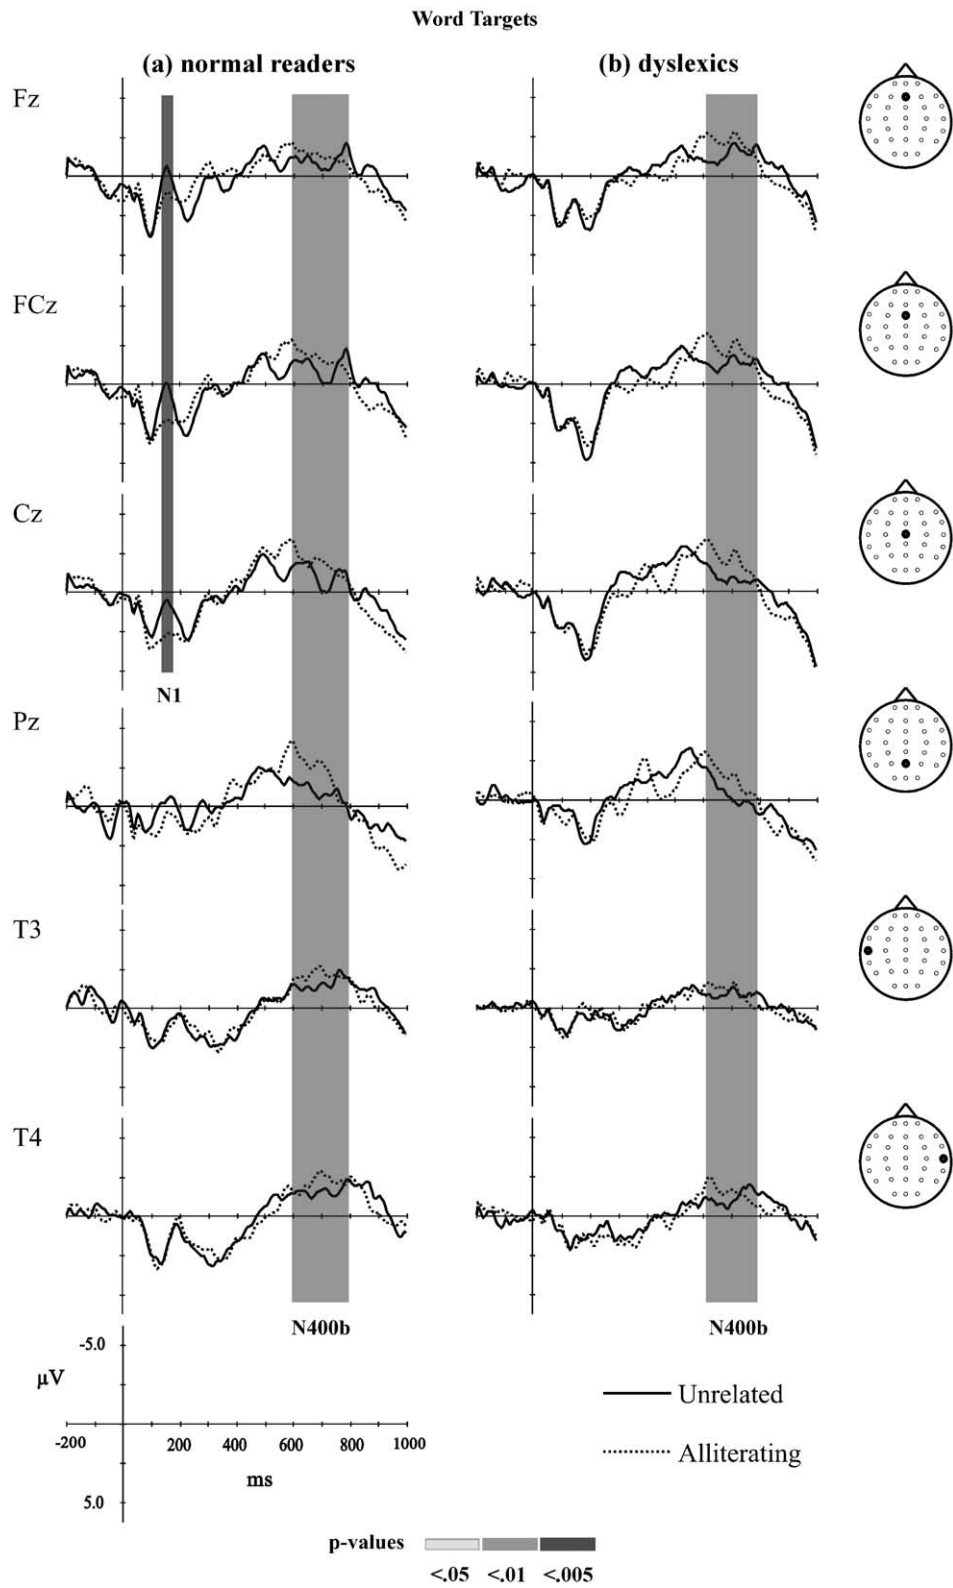 Word Targets
(a) normal readers
(b) dyslexics
Fz
FCz
Cz
N1
Pz
T3
T4
N400b
N400b
-5.0
µV
-200 200 400 600 800 1000
ms
5.0
Unrelated
Alliterating
p-values
<.05 <.01 <.005